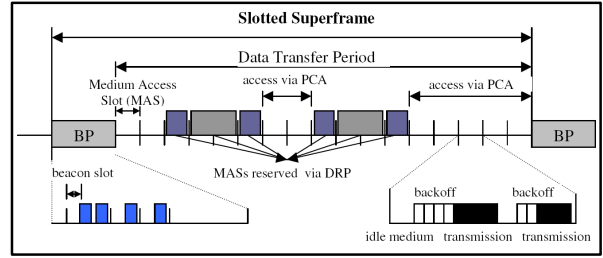 Slotted Superframe
Data Transfer Period
Medium Access
Slot (MAS)
access via PCA
access via PCA
BP
BP
beacon slot
MASs reserved via DRP
backoff
backoff
idle medium
transmission
transmission